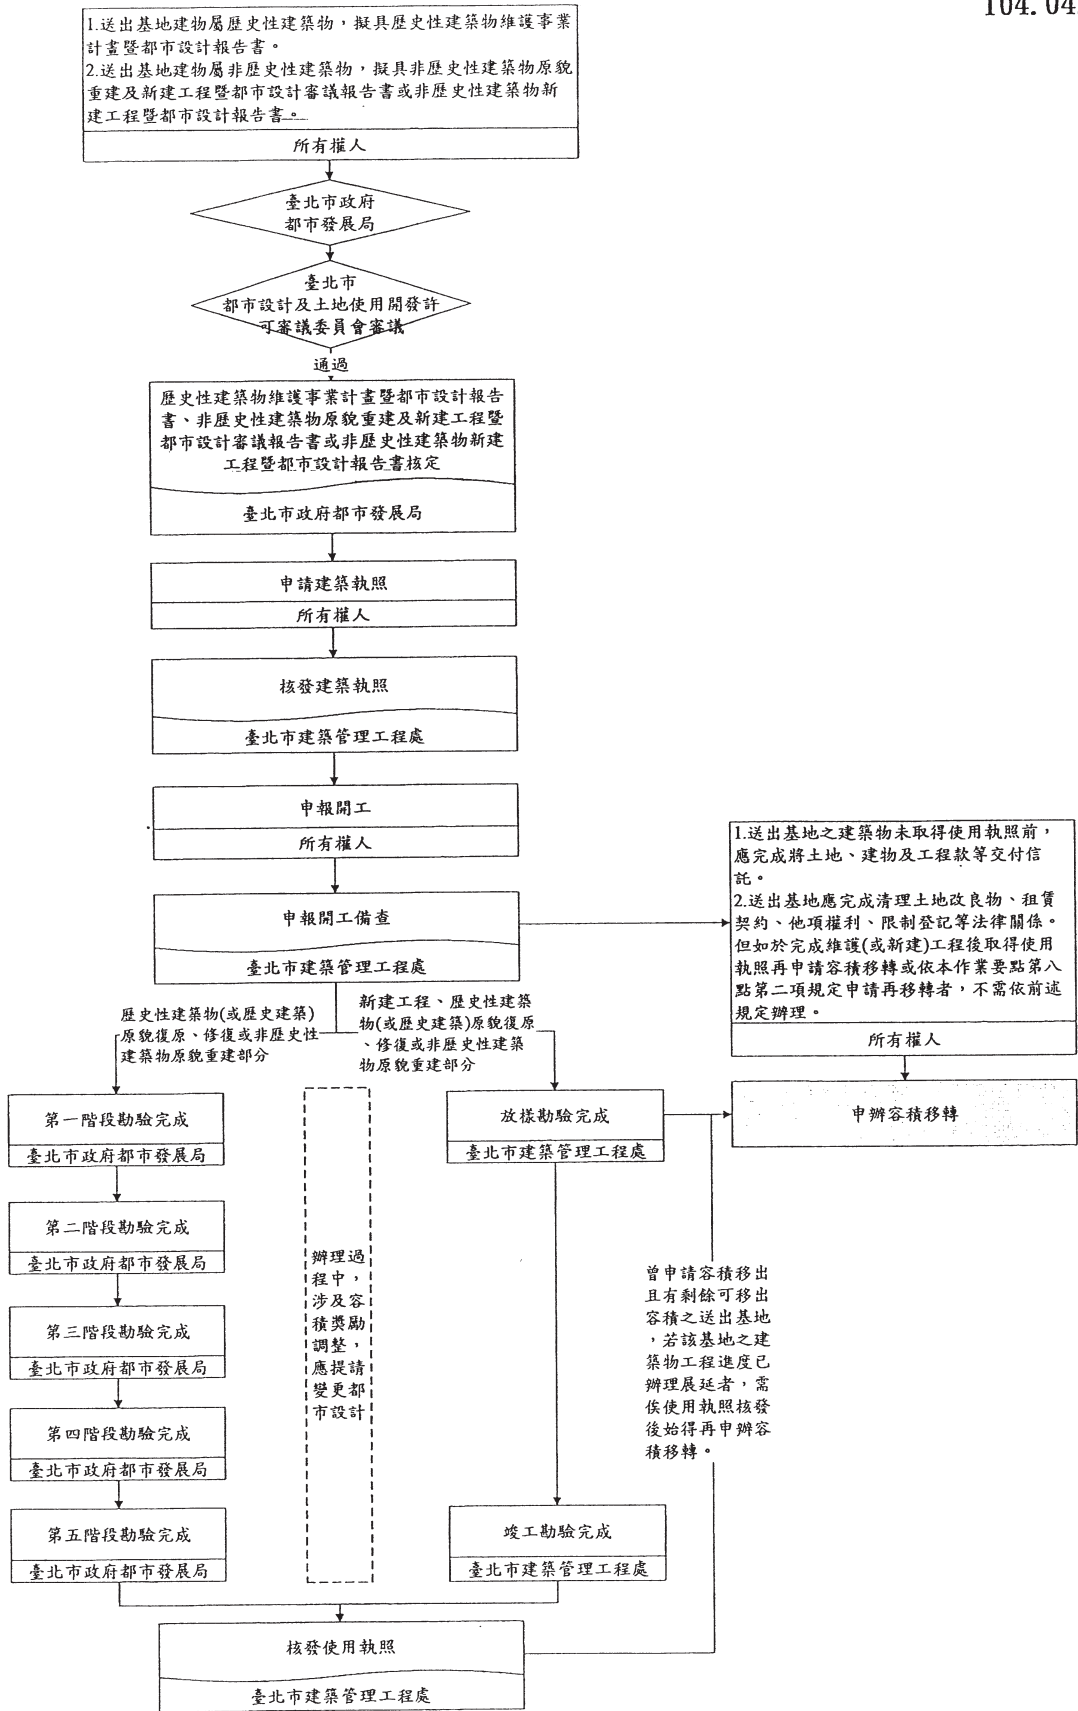 104.04
1.送出基地建物屬歷史性建築物，擬具歷史性建築物維護事業
計畫暨都市設計報告書。
2.送出基地建物屬非歷史性建築物，擬具非歷史性建築物原貌
重建及新建工程暨都市設計審議報告書或非歷史性建築物新
建工程暨都市設計報告書。
所有權人
臺北市政府
都市發展局
臺北市
都市設計及土地使用開發許
可審議委員會審議
通過
歷史性建築物維護事業計畫暨都市設計報告
書、非歷史性建築物原貌重建及新建工程暨
都市設計審議報告書或非歷史性建築物新建
工程暨都市設計報告書核定
臺北市政府都市發展局
申請建築執照
所有權人
核發建築執照
臺北市建築管理工程處
申報開工
所有權人
申報開工備查
臺北市建築管理工程處
1.送出基地之建築物未取得使用執照前，
應完成將土地、建物及工程款等交付信
託。
2.送出基地應完成清理土地改良物、租賃
契約、他項權利、限制登記等法律關係。
但如於完成維護(或新建)工程後取得使用
執照再申請容積移轉或依本作業要點第八
點第二項規定申請再移轉者，不需依前述
規定辦理。
所有權人
申辦容積移轉
歷史性建築物(或歷史建築)
原貌復原、修復或非歷史性
建築物原貌重建部分
新建工程、歷史性建築
物(或歷史建築)原貌復原
、修復或非歷史性建築
物原貌重建部分
第一階段勘驗完成
臺北市政府都市發展局
第二階段勘驗完成
臺北市政府都市發展局
第三階段勘驗完成
臺北市政府都市發展局
第四階段勘驗完成
臺北市政府都市發展局
第五階段勘驗完成
臺北市政府都市發展局
辦理過
程中，
涉及容
積獎勵
調整，
應提請
變更都
市設計
放樣勘驗完成
臺北市建築管理工程處
曾申請容積移出
且有剩餘可移出
容積之送出基地
，若該基地之建
築物工程進度已
辦理展延者，需
俟使用執照核發
後始得再申辦容
積移轉。
竣工勘驗完成
臺北市建築管理工程處
核發使用執照
臺北市建築管理工程處